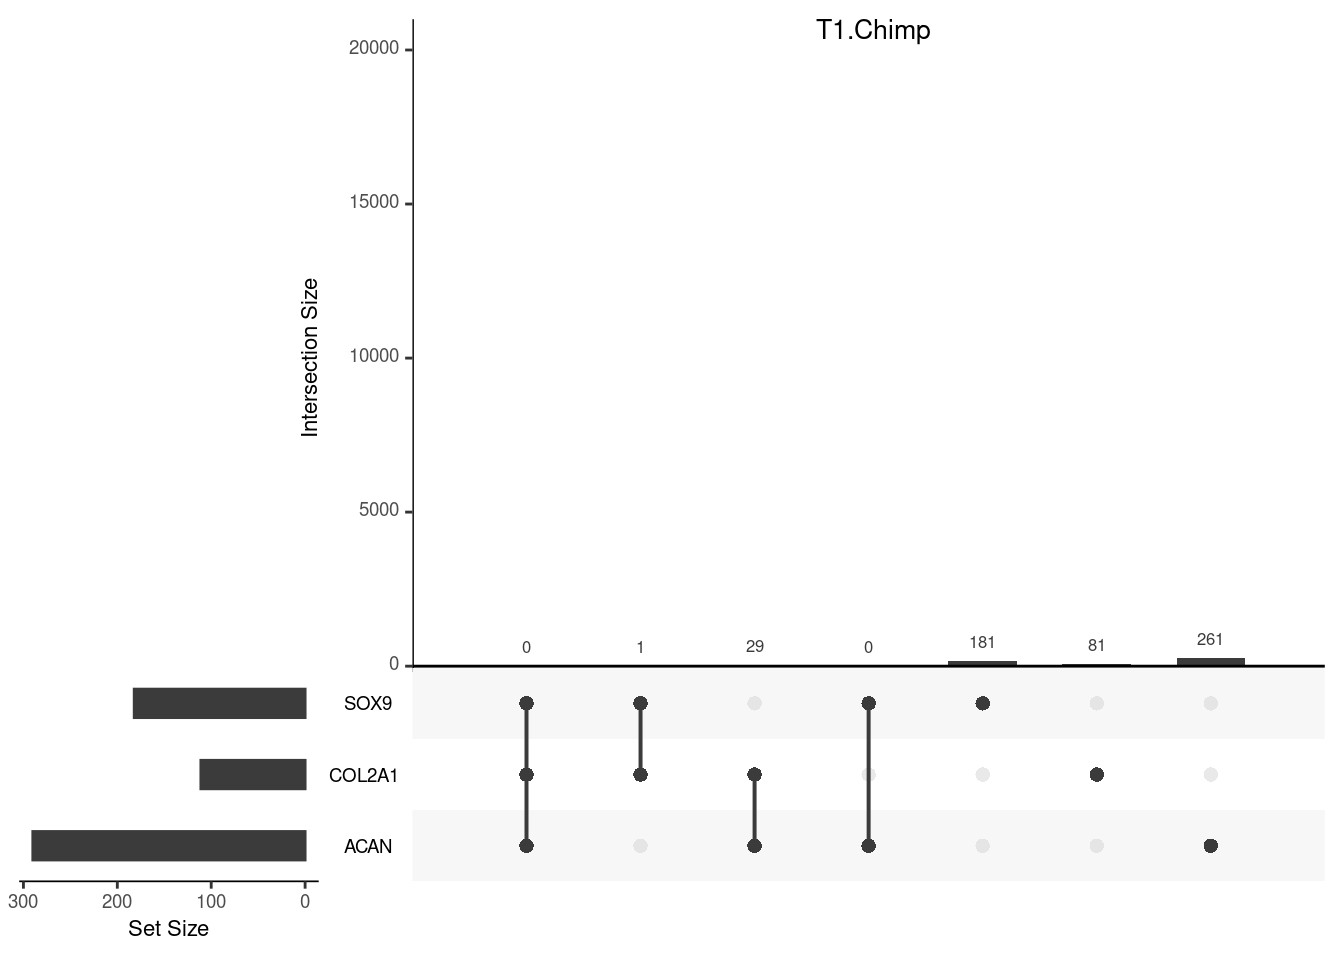 T1.Chimp
20000
15000
10000
5000
0
Intersection Size
0 1 29 0 181 81 261
SOX9
COL2A1
ACAN
300 200 100 0
Set Size